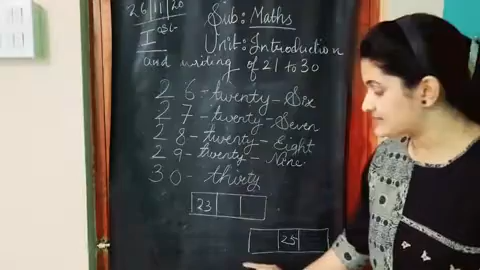 26 11 20
I
Sub: Maths
Unit: Introduction
and writing of 21 to 30
26 - twenty - Six
27 - twenty - Seven
28 - twenty - Eight
29 - twenty - Nine
30 - thirty
23
25